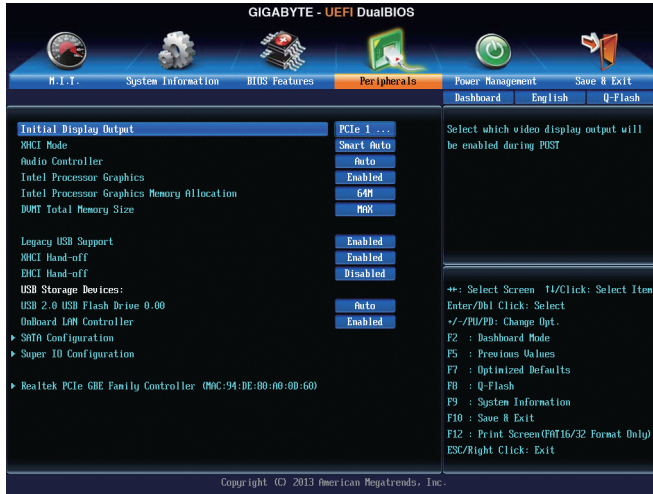 GIGABYTE - UEFI DualBIOS
M.I.T. System Information BIOS Features Peripherals Power Management Save & Exit
Dashboard English Q-Flash
Initial Display Output PCIe 1 ...
XHCI Mode Smart Auto
Audio Controller Auto
Intel Processor Graphics Enabled
Intel Processor Graphics Memory Allocation 64M
DVMT Total Memory Size MAX
Legacy USB Support Enabled
XHCI Hand-off Enabled
EHCI Hand-off Disabled
USB Storage Devices:
USB 2.0 USB Flash Drive 0.00 Auto
OnBoard LAN Controller Enabled
SATA Configuration
Super IO Configuration
Realtek PCIe GBE Family Controller (MAC:94:DE:80:A0:0D:60)
Select which video display output will
be enabled during POST
↔: Select Screen ↑↓/Click: Select Item
Enter/Dbl Click: Select
+/-/PU/PD: Change Opt.
F2 : Dashboard Mode
F5 : Previous Values
F7 : Optimized Defaults
F8 : Q-Flash
F9 : System Information
F10 : Save & Exit
F12 : Print Screen(FAT16/32 Format Only)
ESC/Right Click: Exit
Copyright (C) 2013 American Megatrends, Inc.